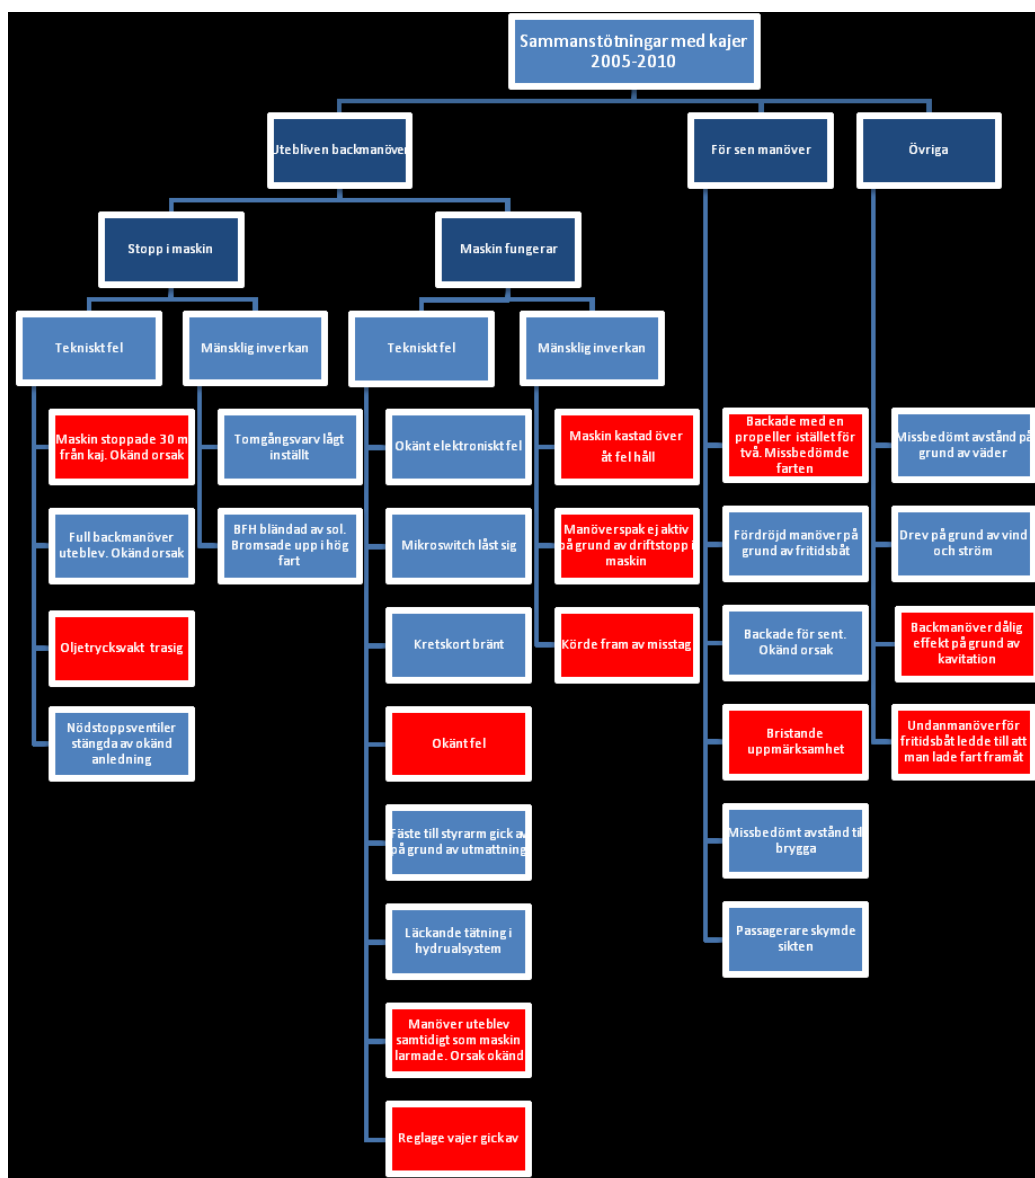 Sammanstötningar med kajer
2005-2010
Utebliven backmanöver
För sen manöver
Övriga
Stopp i maskin
Maskin fungerar
Tekniskt fel
Mänsklig inverkan
Tekniskt fel
Mänsklig inverkan
Maskin stoppade 30 m
från kaj. Okänd orsak
Full backmanöver
uteblev. Okänd orsak
Oljetrycksvakt trasig
Nödstoppsventiler
stängda av okänd
anledning
Tomgångsvarv lågt
inställt
BFH bländad av sol.
Bromsade upp i hög
fart
Okänt elektroniskt fel
Mikroswitch låst sig
Kretskort bränt
Okänt fel
Fäste till styrarm gick av
på grund av utmattning
Läckande tätning i
hydrualsystem
Manöver uteblev
samtidigt som maskin
larmade. Orsak okänd
Reglage vajer gick av
Maskin kastad över
åt fel håll
Manöverspak ej aktiv
på grund av driftstopp i
maskin
Körde fram av misstag
Backade med en
propeller istället för
två. Missbedömde
farten
Fördröjd manöver på
grund av fritidsbåt
Backade för sent.
Okänd orsak
Bristande
uppmärksamhet
Missbedömt avstånd til
brygga
Passagerare skymde
sikten
Missbedömt avstånd på
grund av väder
Drev på grund av vind
och ström
Backmanöver dålig
effekt på grund av
kavitation
Undanmanöver för
fritidsbåt ledde till att
man lade fart framåt